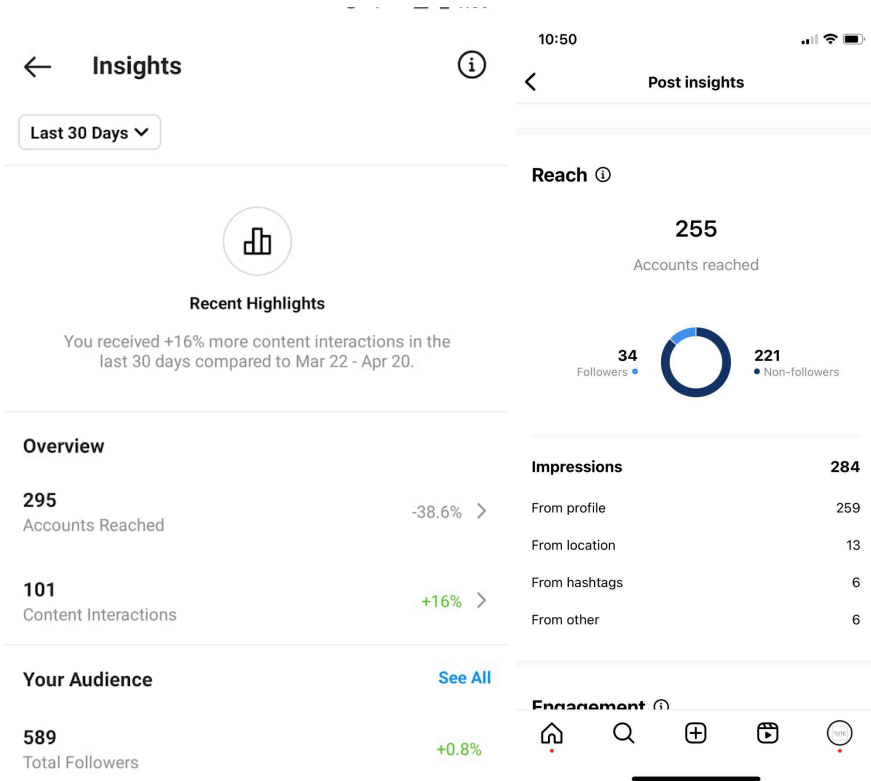 Insights
Last 30 Days
Recent Highlights
You received +16% more content interactions in the
last 30 days compared to Mar 22 - Apr 20.
Overview
295
Accounts Reached
-38.6%
101
Content Interactions
+16%
Your Audience
See All
589
Total Followers
+0.8%
10:50
Post insights
Reach
255
Accounts reached
34
Followers
221
Non-followers
Impressions 284
From profile 259
From location 13
From hashtags 6
From other 6
Engagement